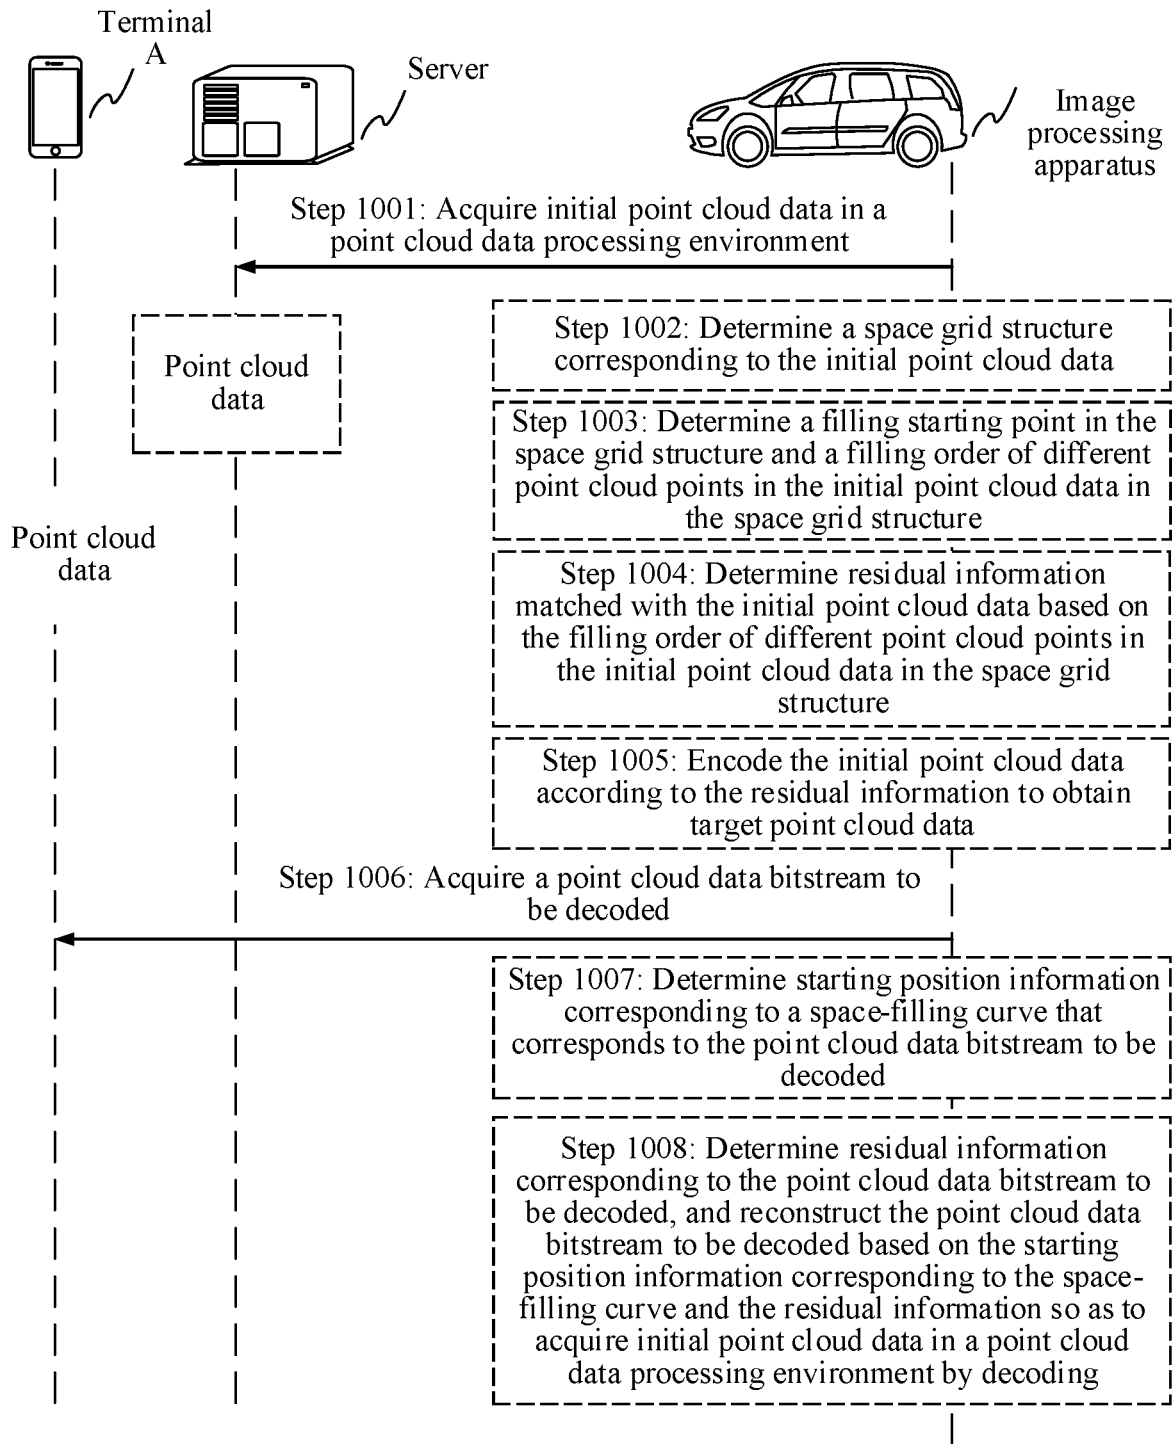 Terminal
A
Server
Image
processing
apparatus
Step 1001: Acquire initial point cloud data in a
point cloud data processing environment
Step 1002: Determine a space grid structure
corresponding to the initial point cloud data
Point cloud
data
Step 1003: Determine a filling starting point in the
space grid structure and a filling order of different
point cloud points in the initial point cloud data in
the space grid structure
Point cloud
data
Step 1004: Determine residual information
matched with the initial point cloud data based on
the filling order of different point cloud points in
the initial point cloud data in the space grid
structure
Step 1005: Encode the initial point cloud data
according to the residual information to obtain
target point cloud data
Step 1006: Acquire a point cloud data bitstream to
be decoded
Step 1007: Determine starting position information
corresponding to a space-filling curve that
corresponds to the point cloud data bitstream to be
decoded
Step 1008: Determine residual information
corresponding to the point cloud data bitstream to
be decoded, and reconstruct the point cloud data
bitstream to be decoded based on the starting
position information corresponding to the space-
filling curve and the residual information so as to
acquire initial point cloud data in a point cloud
data processing environment by decoding